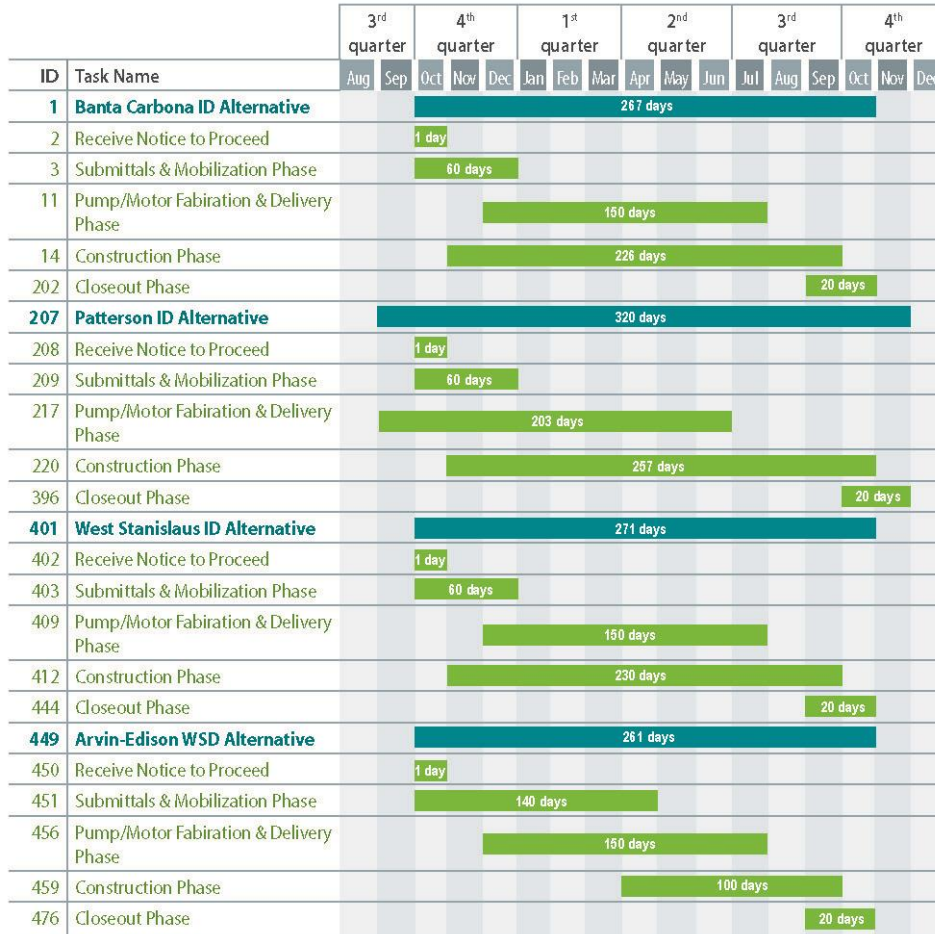 3rd quarter 4th quarter 1st quarter 2nd quarter 3rd quarter 4th quarter
ID Task Name Aug Sep Oct Nov Dec Jan Feb Mar Apr May Jun Jul Aug Sep Oct Nov Dec
1 Banta Carbona ID Alternative 267 days
2 Receive Notice to Proceed 1 day
3 Submittals & Mobilization Phase 60 days
11 Pump/Motor Fabiration & Delivery
Phase 150 days
14 Construction Phase 226 days
202 Closeout Phase 20 days
207 Patterson ID Alternative 320 days
208 Receive Notice to Proceed 1 day
209 Submittals & Mobilization Phase 60 days
217 Pump/Motor Fabiration & Delivery
Phase 203 days
220 Construction Phase 257 days
396 Closeout Phase 20 days
401 West Stanislaus ID Alternative 271 days
402 Receive Notice to Proceed 1 day
403 Submittals & Mobilization Phase 60 days
409 Pump/Motor Fabiration & Delivery
Phase 150 days
412 Construction Phase 230 days
444 Closeout Phase 20 days
449 Arvin-Edison WSD Alternative 261 days
450 Receive Notice to Proceed 1 day
451 Submittals & Mobilization Phase 140 days
456 Pump/Motor Fabiration & Delivery
Phase 150 days
459 Construction Phase 100 days
476 Closeout Phase 20 days